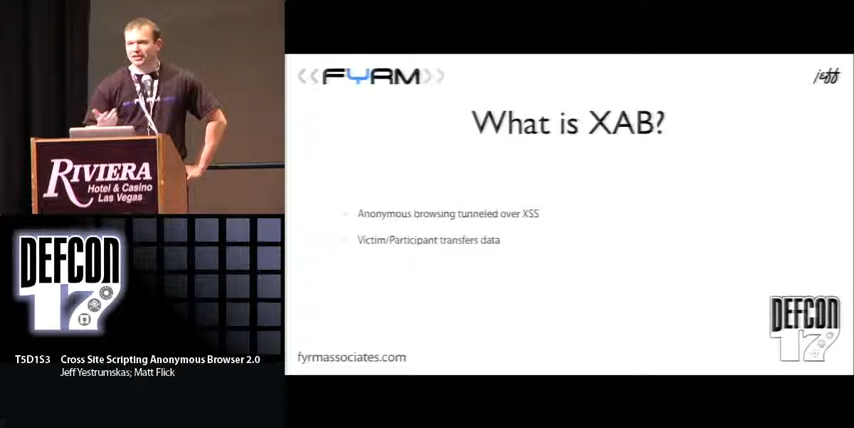 RIVIERA
Hotel & Casino
Las Vegas
DEFCON
17
T5D1S3 Cross Site Scripting Anonymous Browser 2.0
Jeff Yestrumskas; Matt Flick
((FYRM))
jeff
What is XAB?
Anonymous browsing tunneled over XSS
Victim/Participant transfers data
fyrmassociates.com
DEFCON
17